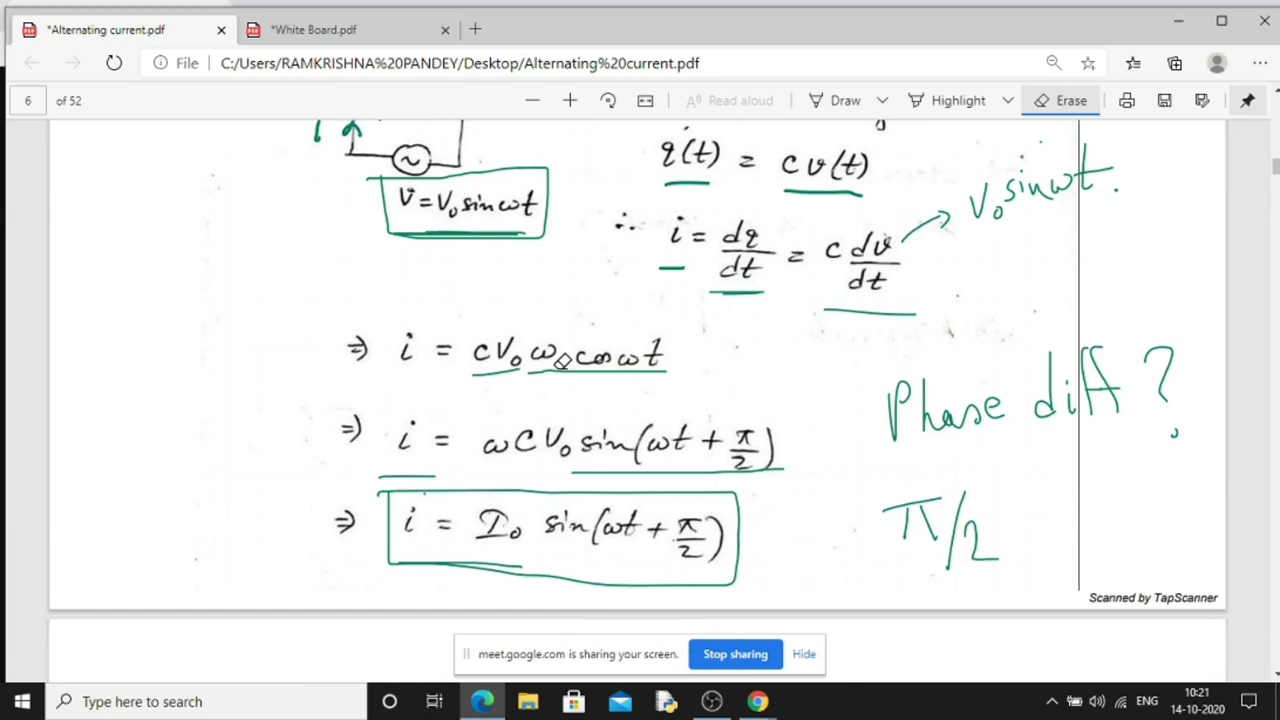 *Alternating current.pdf
*White Board.pdf
File
C:/Users/RAMKRISHNA%20PANDEY/Desktop/Alternating%20current.pdf
6 of 52
Read aloud
Draw
Highlight
Erase
i
V = V₀ sin ωt
q(t) = c v(t)
V₀ sin ωt.
∴ i = dq/dt = c dv/dt
⇒ i = cV₀ ω cos ωt
Phase diff ?
⇒ i = ωCV₀ sin(ωt + π/2)
⇒ i = I₀ sin(ωt + π/2)
π/2
Scanned by TapScanner
meet.google.com is sharing your screen.
Stop sharing
Hide
Type here to search
ENG
10:21
14-10-2020